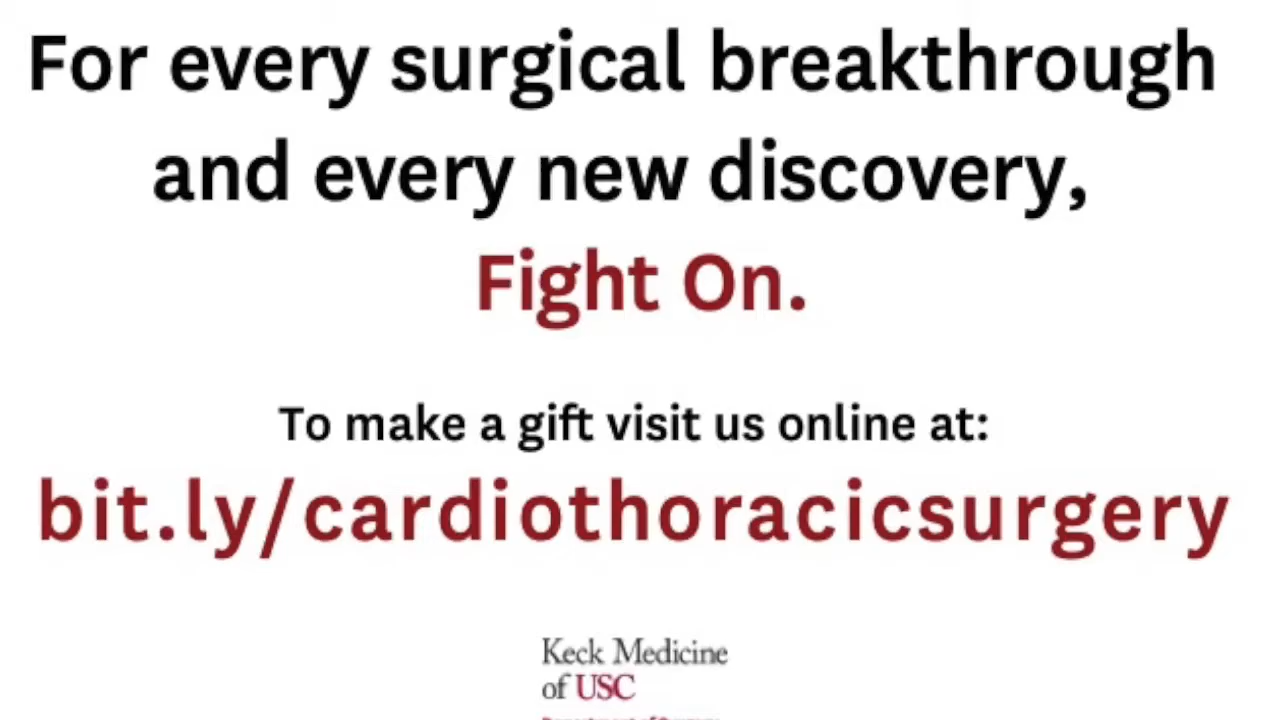 For every surgical breakthrough
and every new discovery,
Fight On.
To make a gift visit us online at:
bit.ly/cardiothoracicsurgery
Keck Medicine
of USC